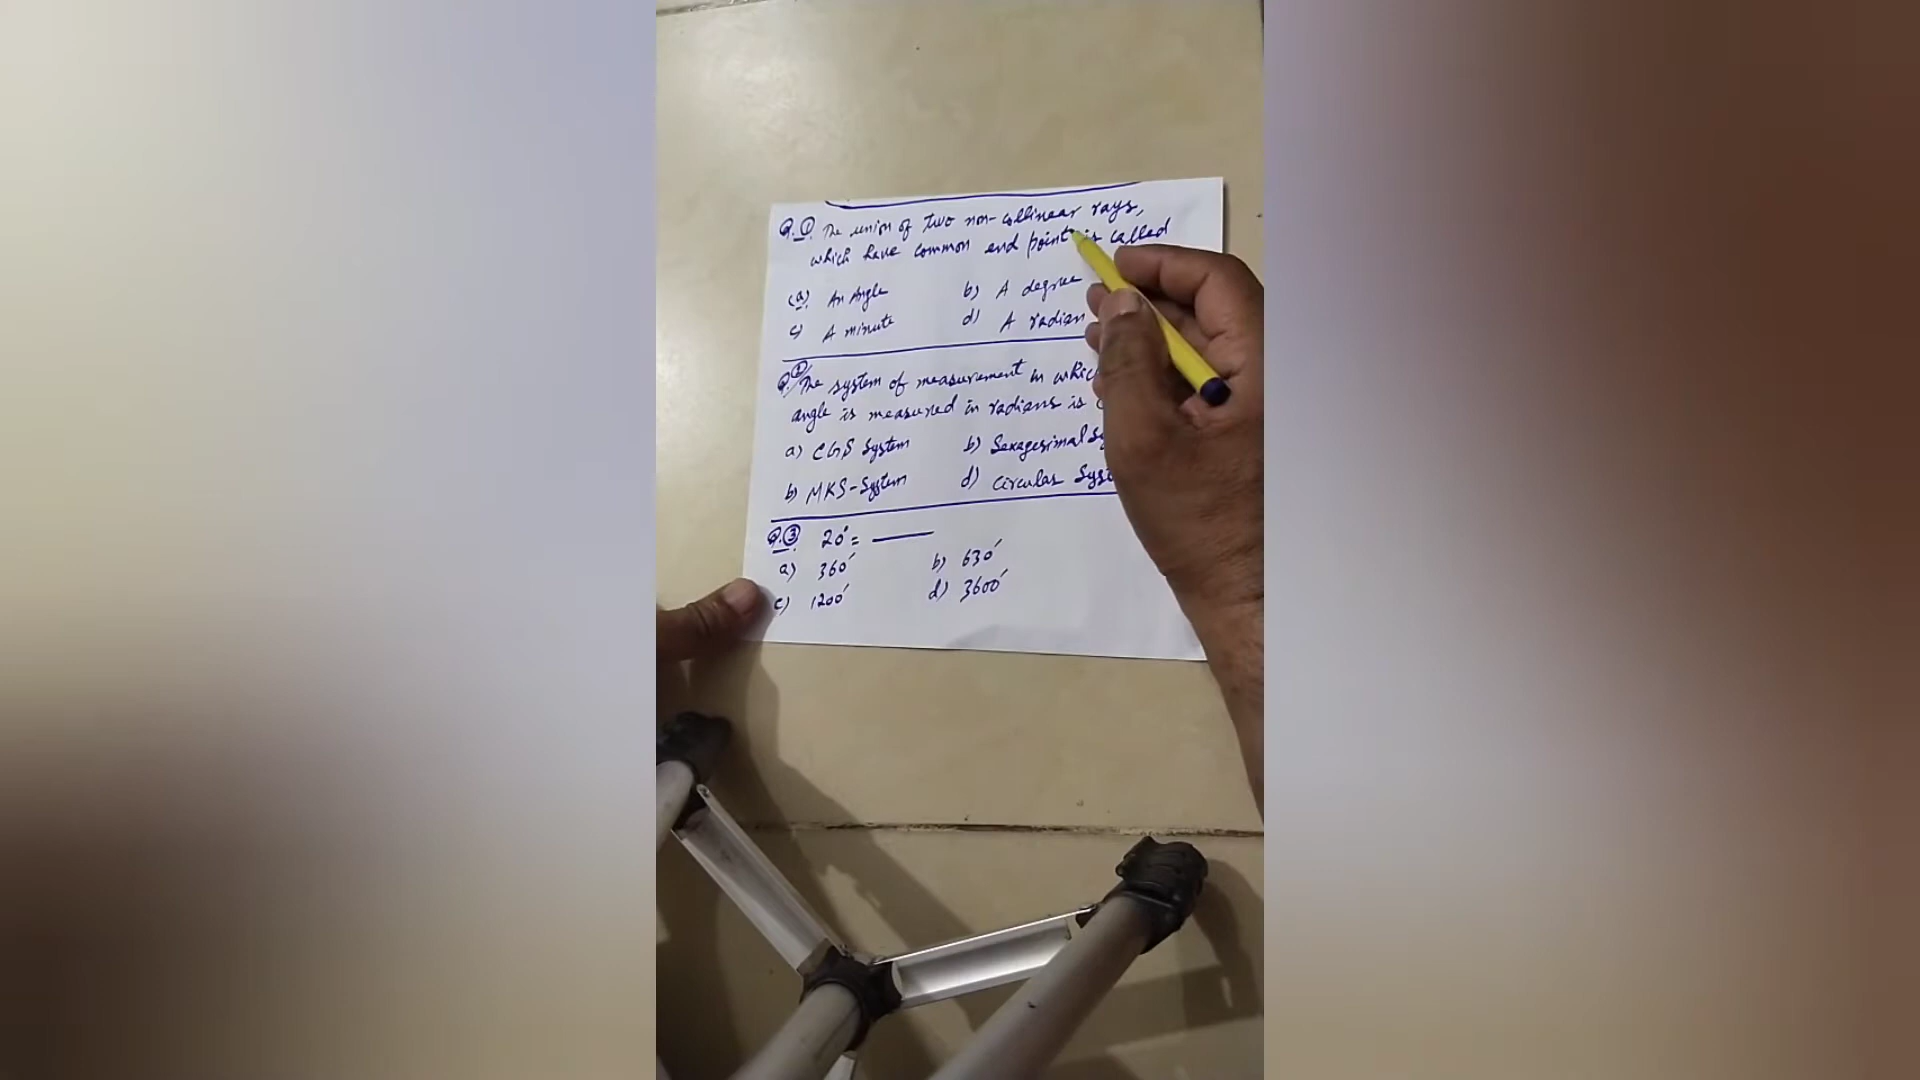 Q.① The union of two non-collinear rays,
which have common end point is called
(a) An Angle b) A degree
c) A minute d) A radian
Q.② The system of measurement in which
angle is measured in radians is
a) CGS System b) Sexagesimal
b) MKS-System d) Circular
Q.③ 20° = ____
a) 360′ b) 630′
c) 1200′ d) 3600′